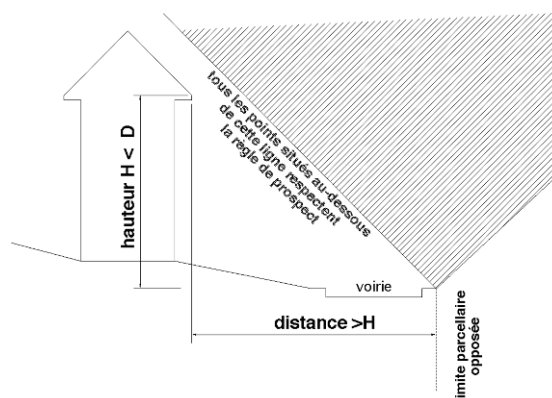 tous les points situés au-dessous
de cette ligne respectent
la règle de prospect
hauteur H < D
voirie
distance >H
imite parcellaire
opposée